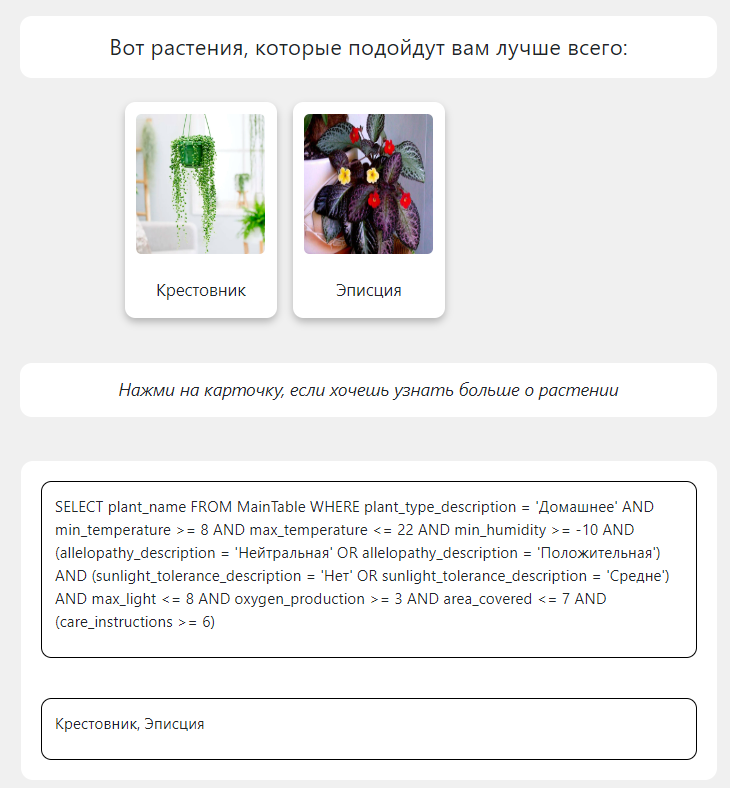 Вот растения, которые подойдут вам лучше всего:
Крестовник
Эписция
Нажми на карточку, если хочешь узнать больше о растении
SELECT plant_name FROM MainTable WHERE plant_type_description = 'Домашнее' AND
min_temperature >= 8 AND max_temperature <= 22 AND min_humidity >= -10 AND
(allelopathy_description = 'Нейтральная' OR allelopathy_description = 'Положительная')
AND (sunlight_tolerance_description = 'Нет' OR sunlight_tolerance_description = 'Средне')
AND max_light <= 8 AND oxygen_production >= 3 AND area_covered <= 7 AND
(care_instructions >= 6)
Крестовник, Эписция